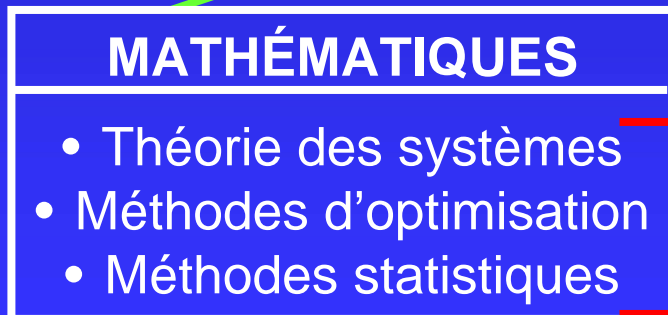 MATHÉMATIQUES
• Théorie des systèmes
• Méthodes d'optimisation
• Méthodes statistiques